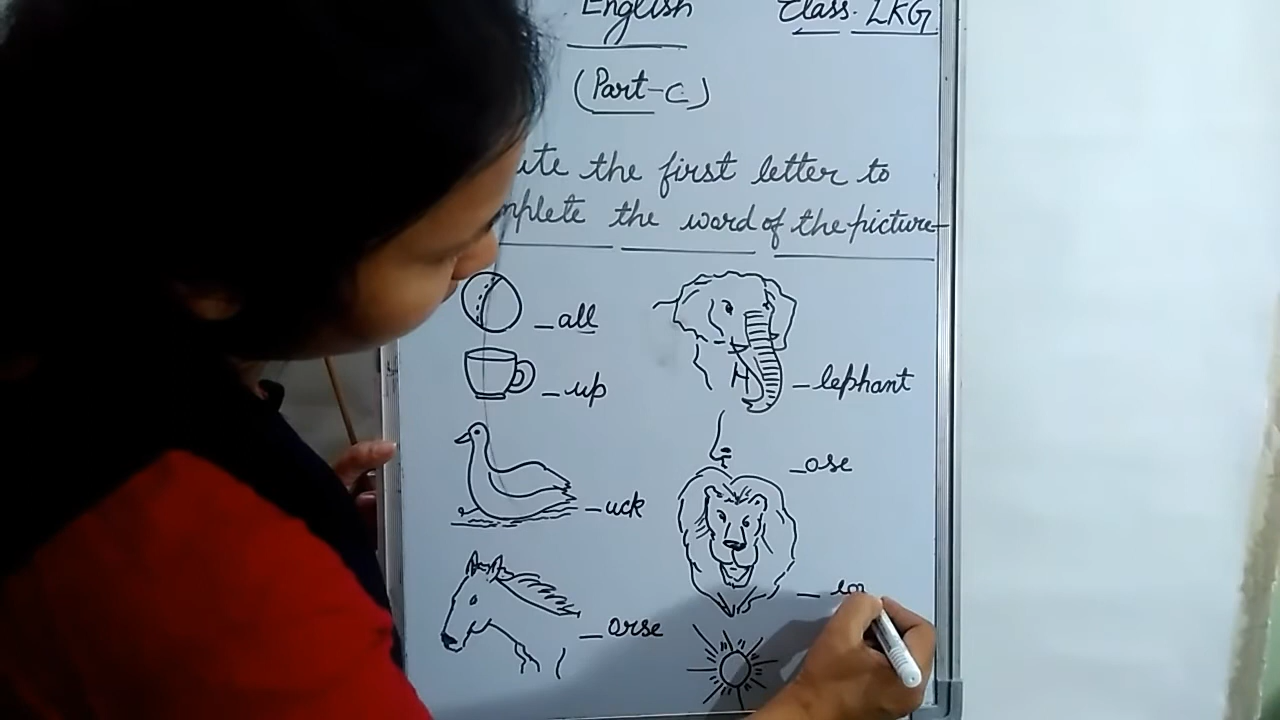 English Class. LKG
(Part-C)
the first letter to
the word of the picture-
_all
_up
_uck
_orse
_lephant
_ose